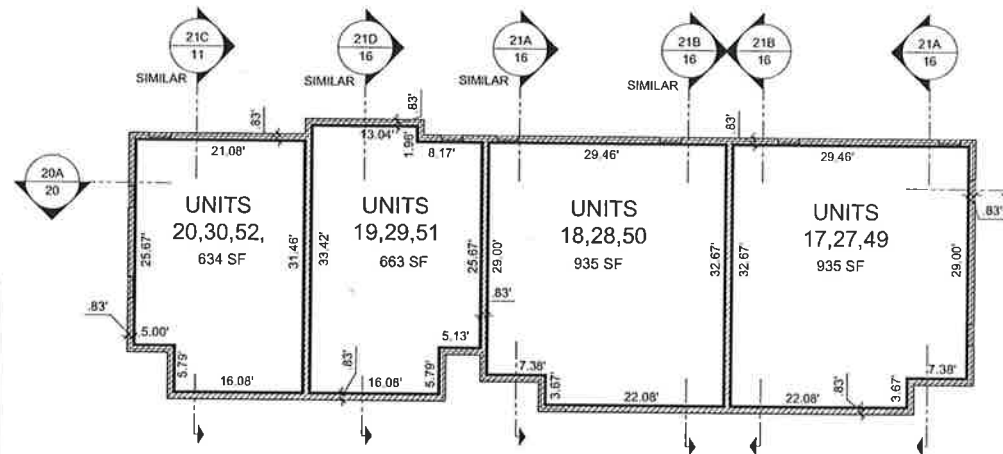 21C
11
SIMILAR
21D
16
SIMILAR
21A
16
SIMILAR
21B
16
SIMILAR
21B
16
21A
16
20A
20
.83'
.83'
.83'
.83'
21.08'
13.04'
1.96'
8.17'
29.46'
29.46'
UNITS
20,30,52,
634 SF
25.67'
31.46'
UNITS
19,29,51
663 SF
33.42'
25.67'
UNITS
18,28,50
935 SF
29.00'
32.67'
UNITS
17,27,49
935 SF
32.67'
29.00'
.83'
.83'
5.00'
5.79'
16.08'
.83'
16.08'
5.79'
5.13'
7.38'
3.67'
22.08'
22.08'
.83'
3.67'
7.38'